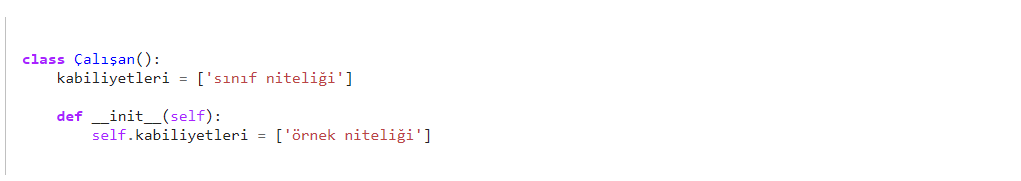 class Çalışan():
    kabiliyetleri = ['sınıf niteliği']
    def __init__(self):
        self.kabiliyetleri = ['örnek niteliği']